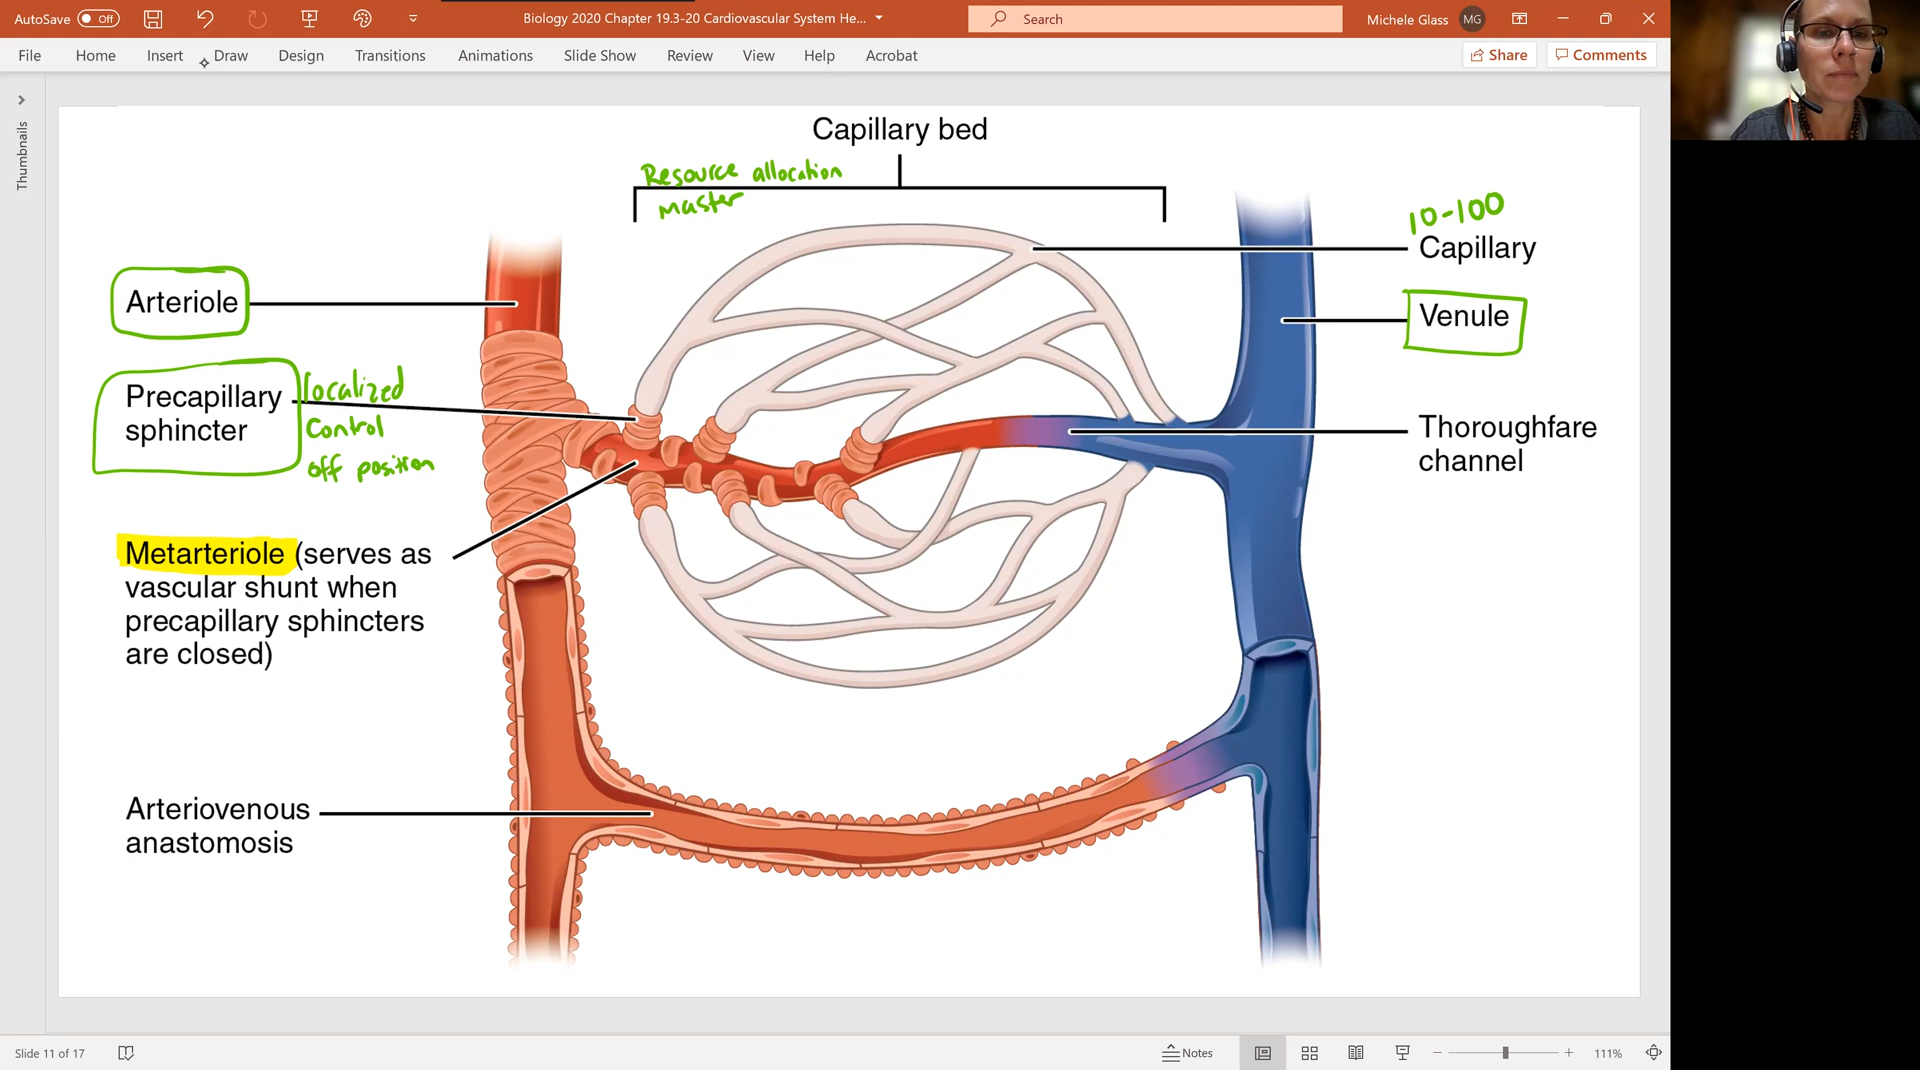 AutoSave Off Biology 2020 Chapter 19.3-20 Cardiovascular System He... Search Michele Glass MG
File Home Insert Draw Design Transitions Animations Slide Show Review View Help Acrobat Share Comments
Thumbnails
Capillary bed
Resource allocation
master
10-100
Capillary
Arteriole
Venule
Precapillary
sphincter
localized
control
off position
Thoroughfare
channel
Metarteriole (serves as
vascular shunt when
precapillary sphincters
are closed)
Arteriovenous
anastomosis
Slide 11 of 17 Notes 111%